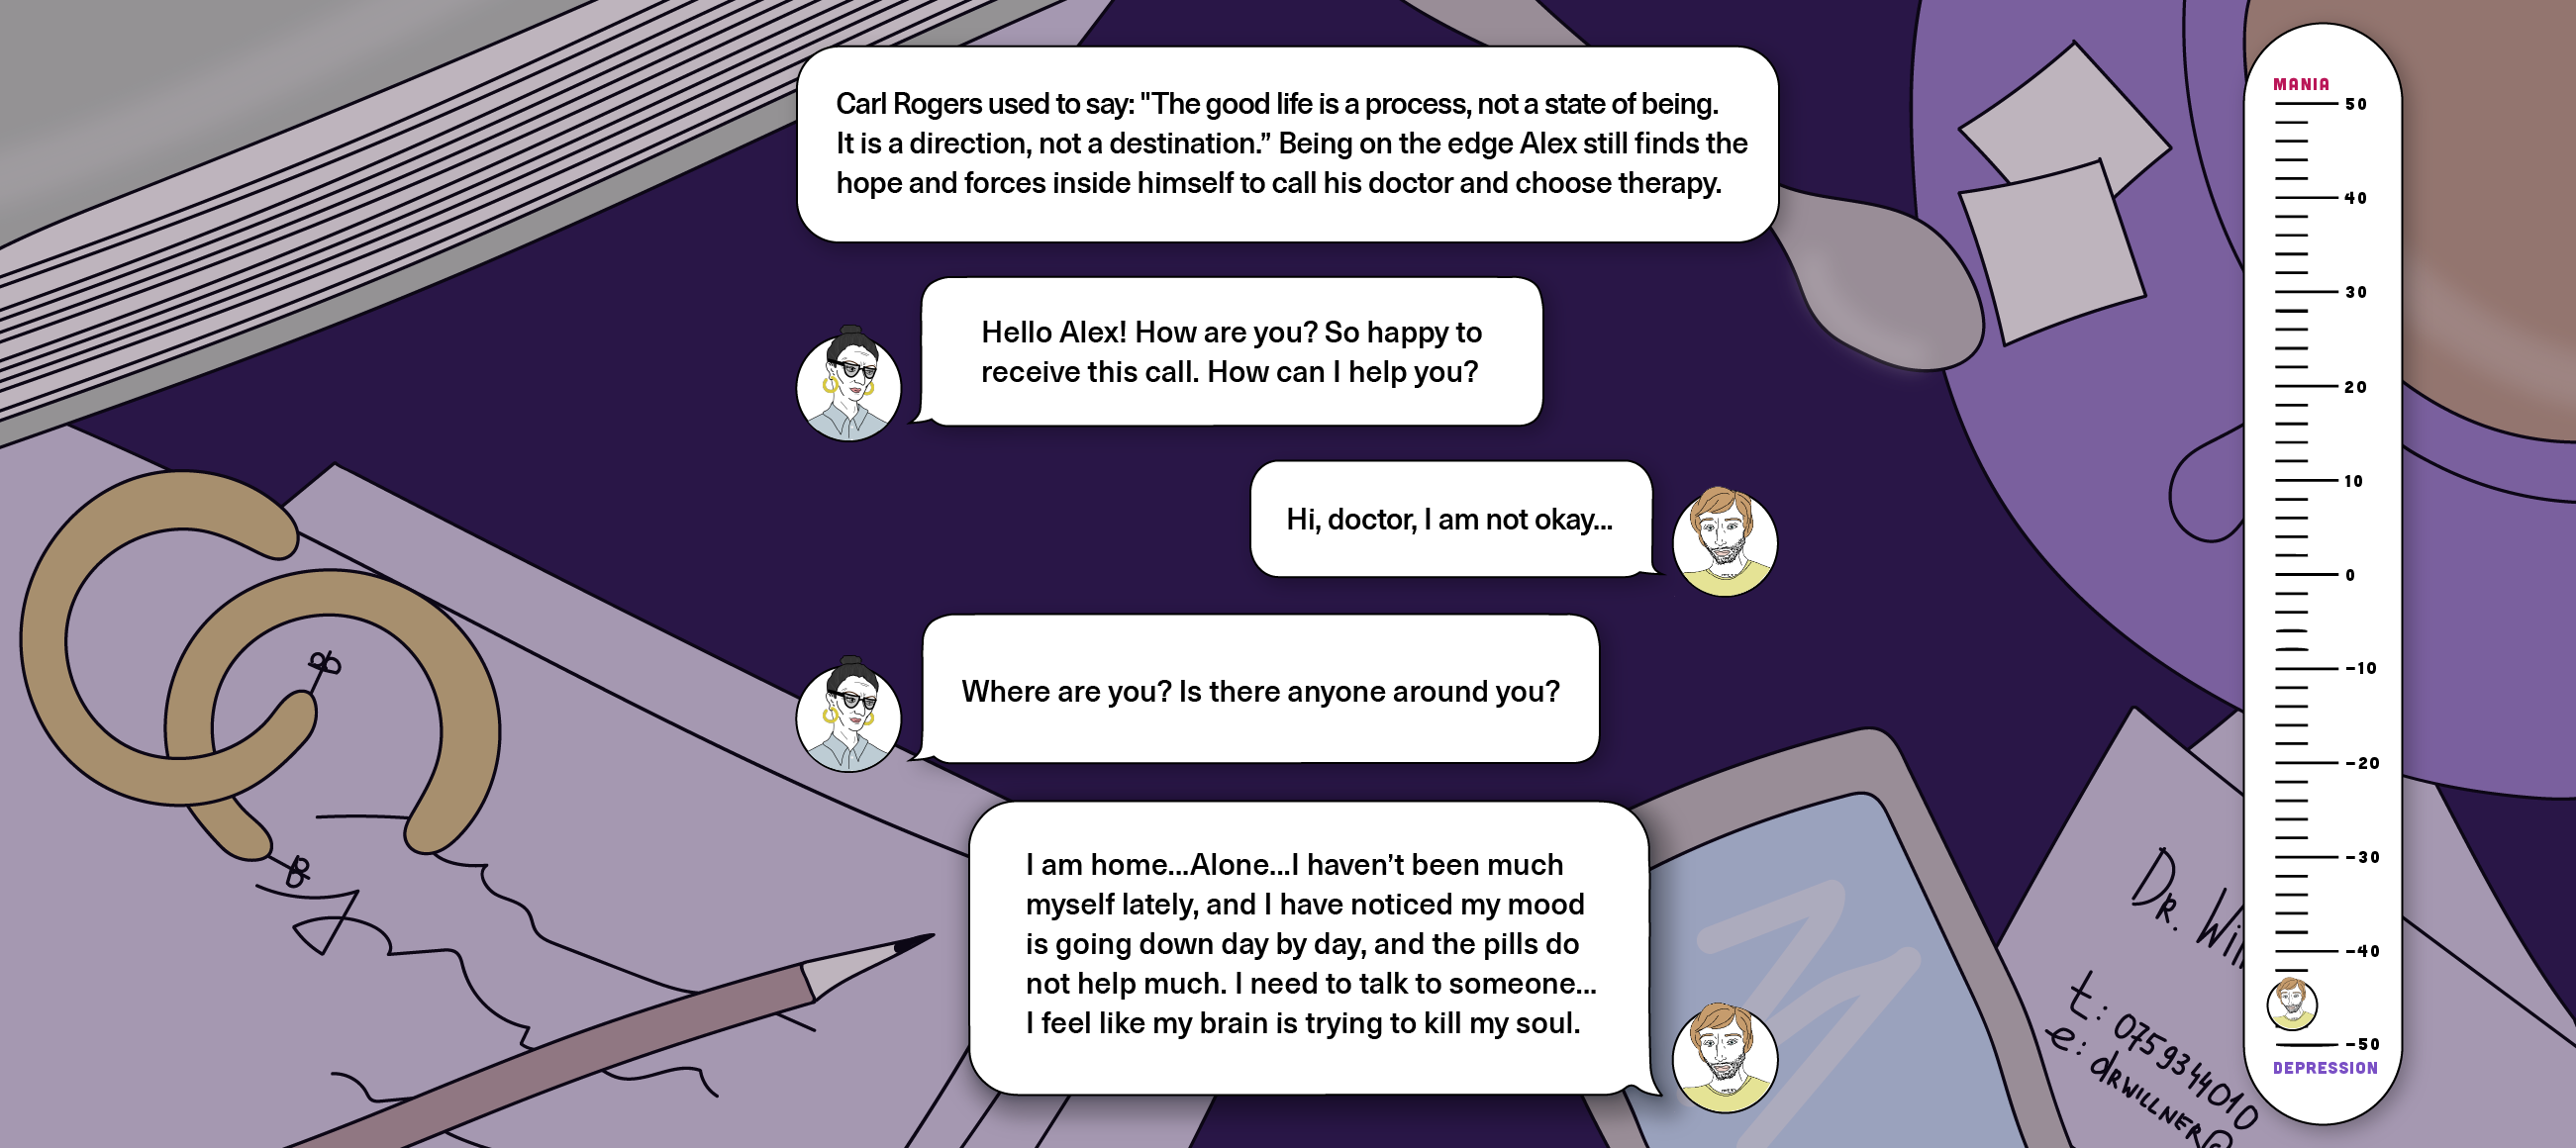 Carl Rogers used to say: "The good life is a process, not a state of being.
It is a direction, not a destination.” Being on the edge Alex still finds the
hope and forces inside himself to call his doctor and choose therapy.
Hello Alex! How are you? So happy to
receive this call. How can I help you?
Hi, doctor, I am not okay...
Where are you? Is there anyone around you?
I am home...Alone...I haven’t been much
myself lately, and I have noticed my mood
is going down day by day, and the pills do
not help much. I need to talk to someone...
I feel like my brain is trying to kill my soul.
MANIA
50
40
30
20
10
0
-10
-20
-30
-40
-50
DEPRESSION
DR.
t: 0759344010
e: DRWILLNER@